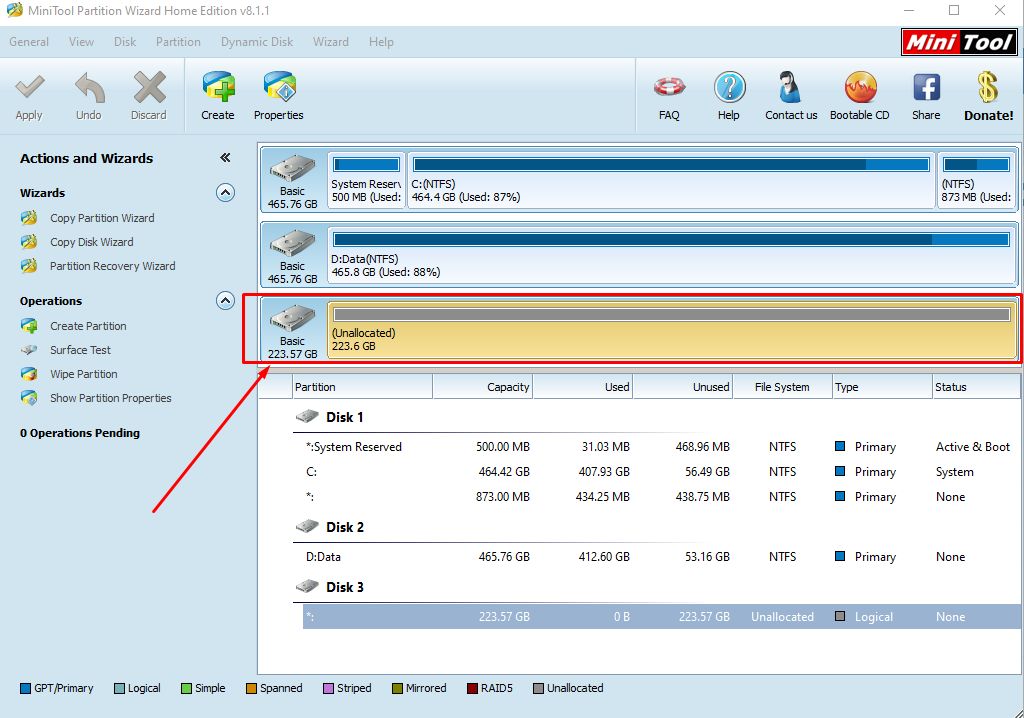 MiniTool Partition Wizard Home Edition v8.1.1
General View Disk Partition Dynamic Disk Wizard Help
Mini Tool
Apply Undo Discard Create Properties FAQ Help Contact us Bootable CD Share Donate!
Actions and Wizards
Wizards
Copy Partition Wizard
Copy Disk Wizard
Partition Recovery Wizard
Operations
Create Partition
Surface Test
Wipe Partition
Show Partition Properties
0 Operations Pending
Basic
465.76 GB
System Reserv
500 MB (Used:
C:(NTFS)
464.4 GB (Used: 87%)
(NTFS)
873 MB (Used:
Basic
465.76 GB
D:Data(NTFS)
465.8 GB (Used: 88%)
Basic
223.57 GB
(Unallocated)
223.6 GB
Partition Capacity Used Unused File System Type Status
Disk 1
*:System Reserved 500.00 MB 31.03 MB 468.96 MB NTFS Primary Active & Boot
C: 464.42 GB 407.93 GB 56.49 GB NTFS Primary System
*: 873.00 MB 434.25 MB 438.75 MB NTFS Primary None
Disk 2
D:Data 465.76 GB 412.60 GB 53.16 GB NTFS Primary None
Disk 3
*: 223.57 GB 0 B 223.57 GB Unallocated Logical None
GPT/Primary Logical Simple Spanned Striped Mirrored RAID5 Unallocated